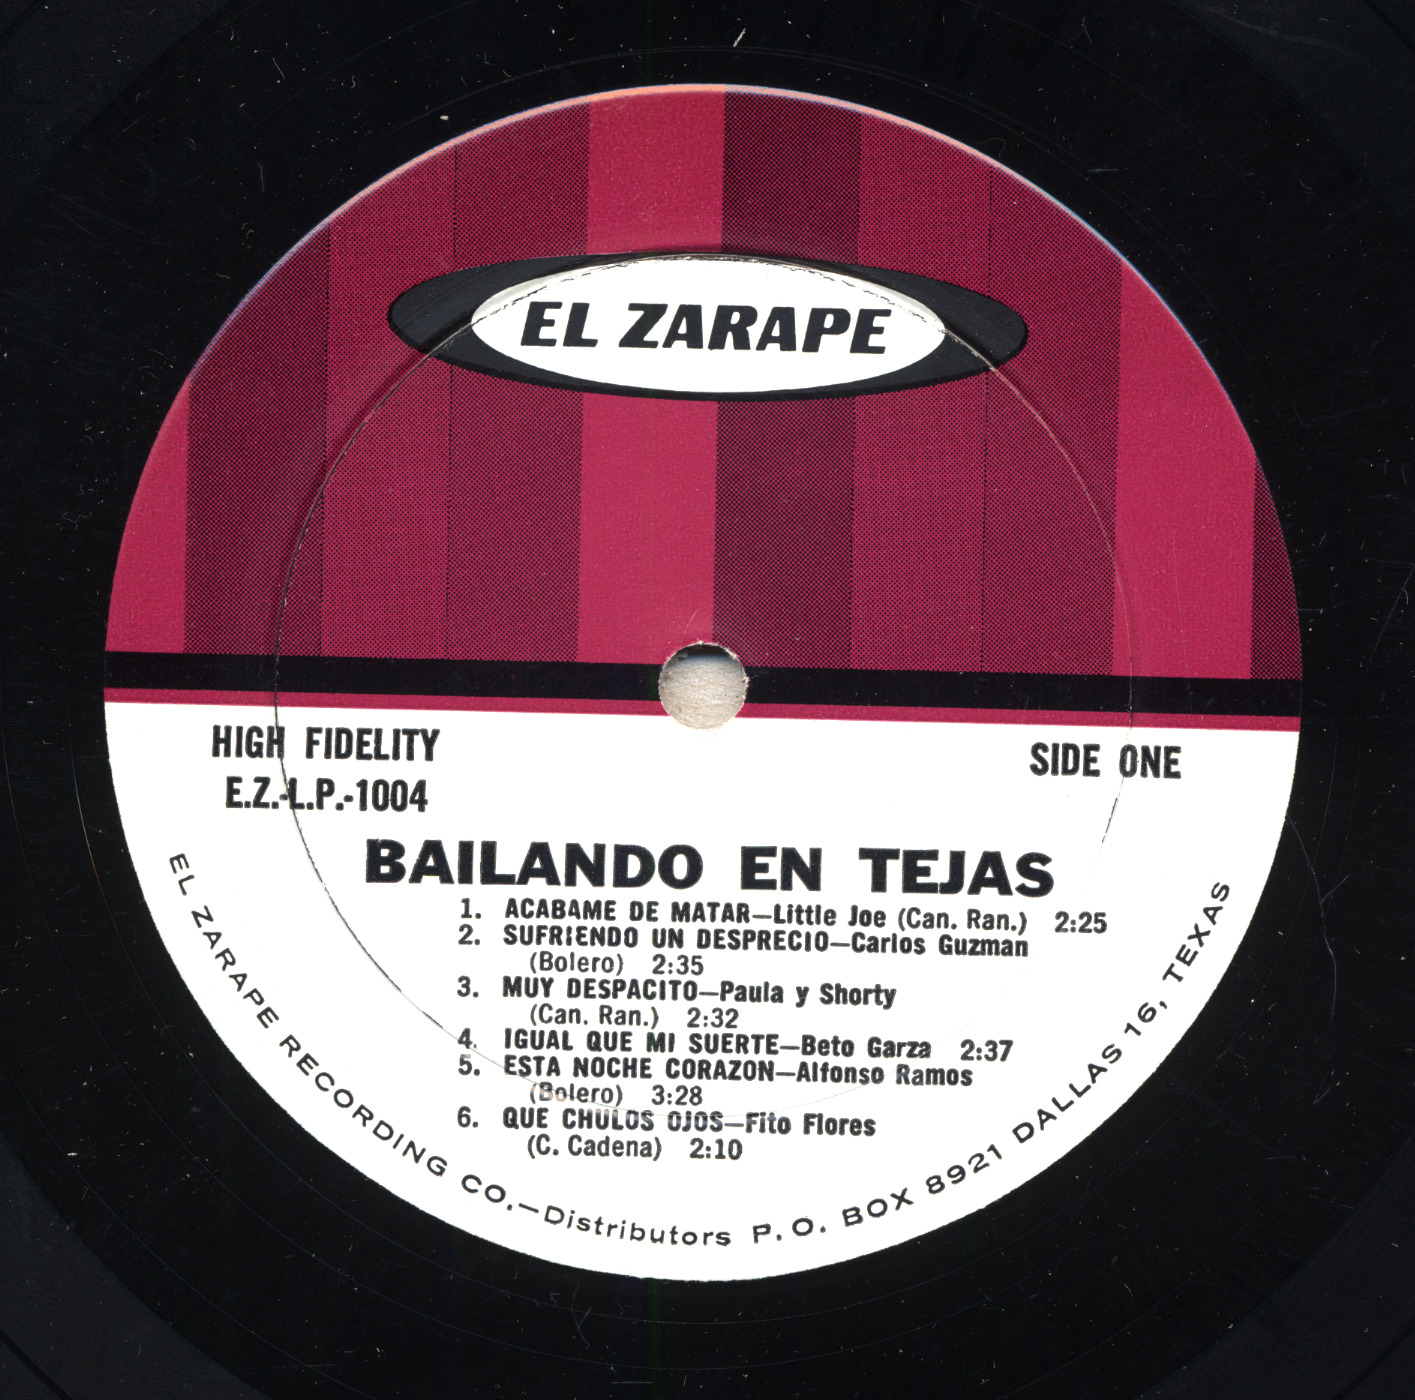 EL ZARAPE
HIGH FIDELITY
SIDE ONE
E.Z.-L.P.-1004
BAILANDO EN TEJAS
1. ACABAME DE MATAR—Little Joe (Can. Ran.) 2:25
2. SUFRIENDO UN DESPRECIO—Carlos Guzman
(Bolero) 2:35
3. MUY DESPACITO—Paula y Shorty
(Can. Ran.) 2:32
4. IGUAL QUE MI SUERTE—Beto Garza 2:37
5. ESTA NOCHE CORAZON—Alfonso Ramos
(Bolero) 3:28
6. QUE CHULOS OJOS—Fito Flores
(C. Cadena) 2:10
EL ZARAPE RECORDING CO.—Distributors P.O. BOX 8921 DALLAS 16, TEXAS